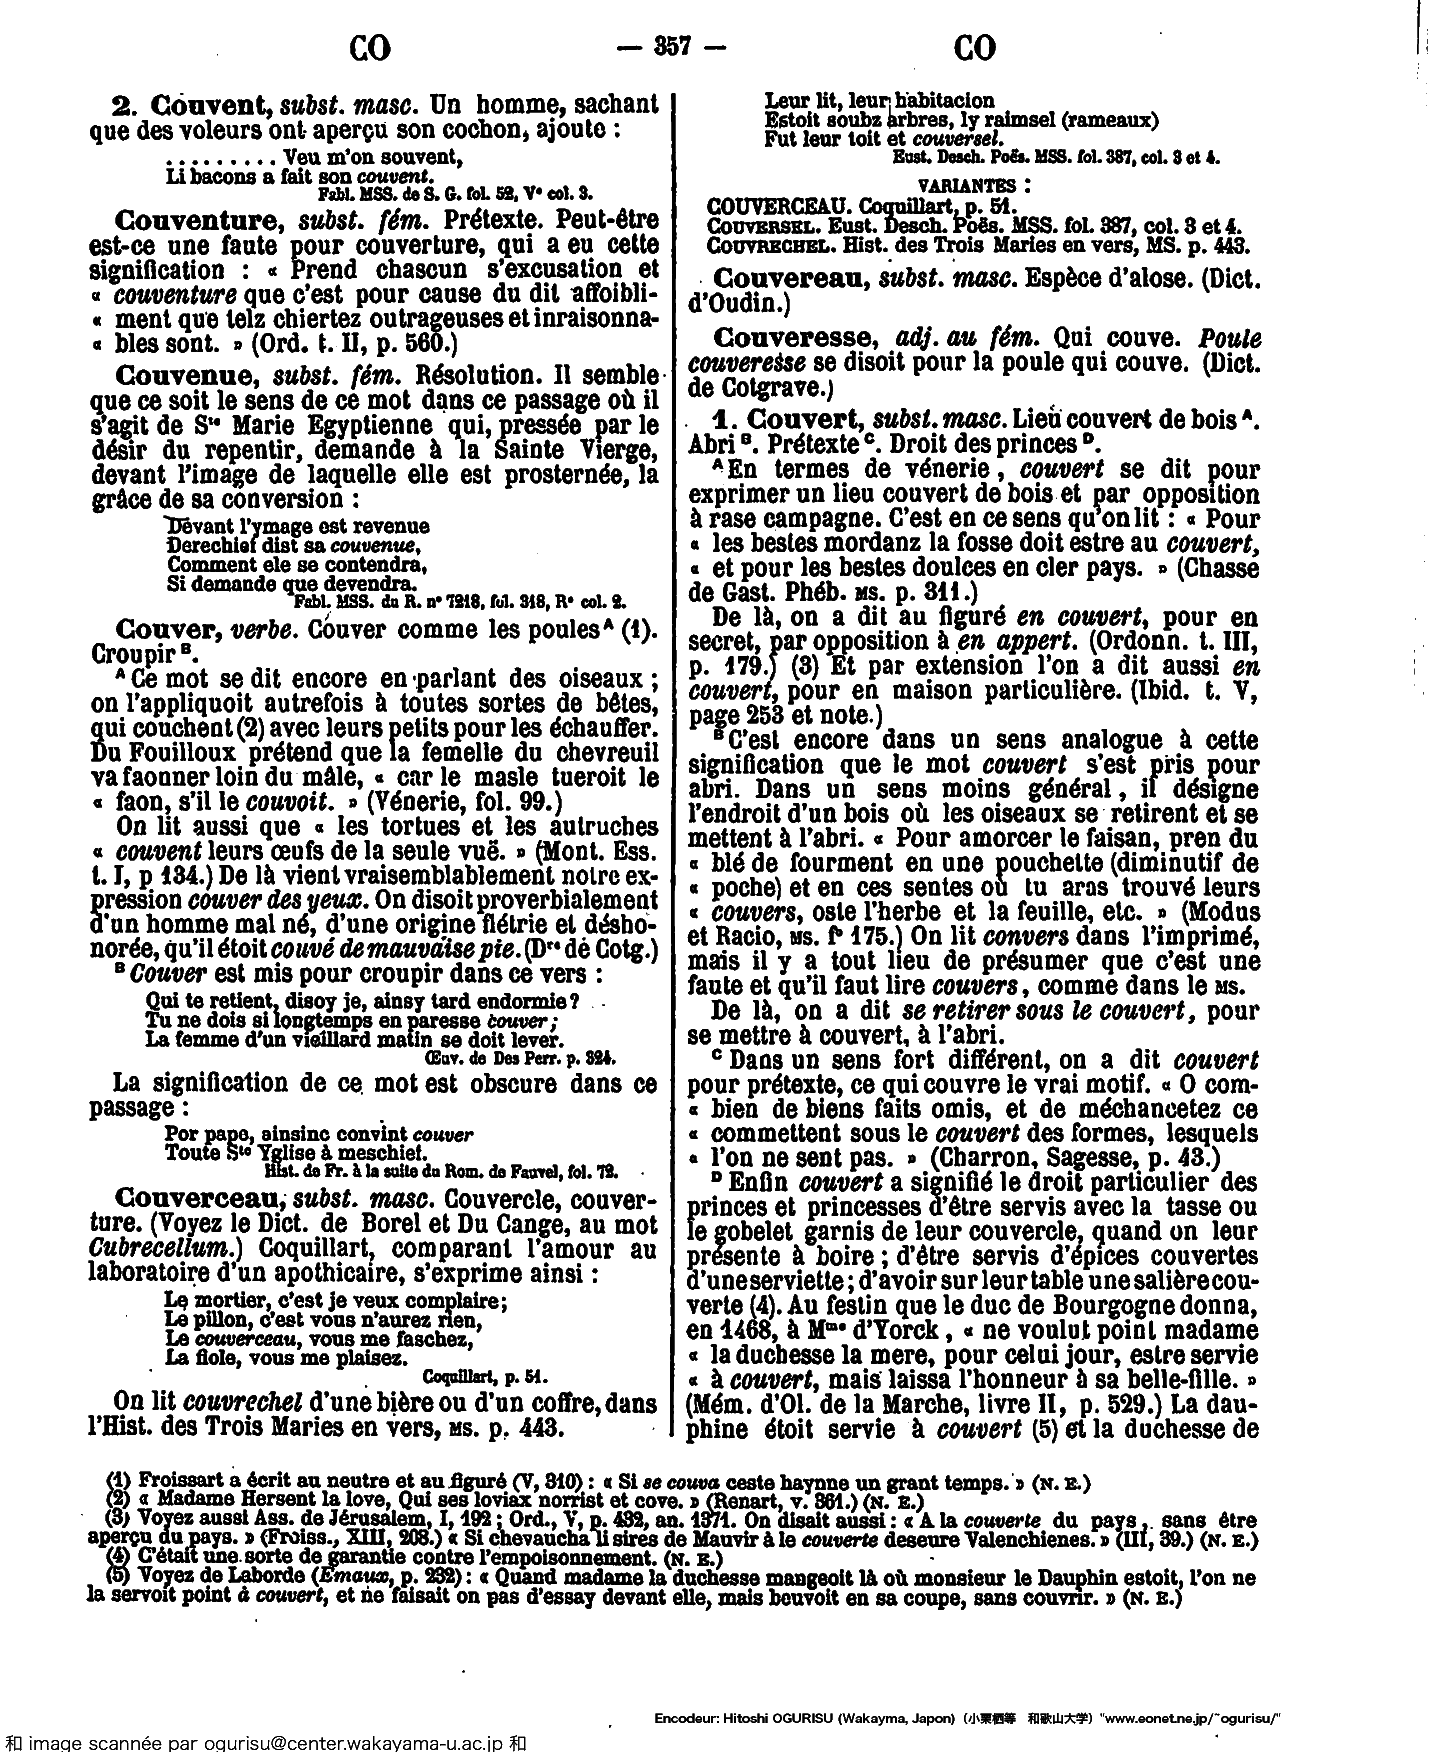 CO
— 357 —
CO
2. Couvent, subst. masc. Un homme, sachant
que des voleurs ont aperçu son cochon, ajoute :
......... Veu m'on souvent,
Li bacons a fait son couvent.
Fabl. MSS. de S. G. fol. 52, V° col. 3.
Couventure, subst. fém. Prétexte. Peut-être
est-ce une faute pour couverture, qui a eu cette
signification : « Prend chascun s'excusation et
« couventure que c'est pour cause du dit affoibli-
« ment que telz chiertez outrageuses et inraisonna-
« bles sont. » (Ord. t. II, p. 560.)
Couvenue, subst. fém. Résolution. Il semble
que ce soit le sens de ce mot dans ce passage où il
s'agit de Ste Marie Egyptienne qui, pressée par le
désir du repentir, demande à la Sainte Vierge,
devant l'image de laquelle elle est prosternée, la
grâce de sa conversion :
Devant l'ymage est revenue
Derechief dist sa couvenue,
Comment ele se contendra,
Si demande que devendra.
Fabl. MSS. du R. n° 7218, fol. 318, R° col. 2.
Couver, verbe. Couver comme les poules A (1).
Croupir B.
A Ce mot se dit encore en parlant des oiseaux ;
on l'appliquoit autrefois à toutes sortes de bêtes,
qui couchent (2) avec leurs petits pour les échauffer.
Du Fouilloux prétend que la femelle du chevreuil
va faonner loin du mâle, « car le masle tueroit le
« faon, s'il le couvoit. » (Vénerie, fol. 99.)
On lit aussi que « les tortues et les autruches
« couvent leurs œufs de la seule vuë. » (Mont. Ess.
t. I, p 134.) De là vient vraisemblablement notre ex-
pression couver des yeux. On disoit proverbialement
d'un homme mal né, d'une origine flétrie et désho-
norée, qu'il étoit couvé de mauvaise pie. (Drs de Cotg.)
B Couver est mis pour croupir dans ce vers :
Qui te retient, disoy je, ainsy tard endormie ?
Tu ne dois si longtemps en paresse couver ;
La femme d'un vieillard matin se doit lever.
Œuv. de Des Perr. p. 324.
La signification de ce mot est obscure dans ce
passage :
Por pape, ainsinc convint couver
Toute Ste Yglise à meschief.
Hist. de Fr. à la suite du Rom. de Fauvel, fol. 72.
Couverceau, subst. masc. Couvercle, couver-
ture. (Voyez le Dict. de Borel et Du Cange, au mot
Cubrecellum.) Coquillart, comparant l'amour au
laboratoire d'un apothicaire, s'exprime ainsi :
Le mortier, c'est je veux complaire ;
Le pillon, c'est vous n'aurez rien,
Le couverceau, vous me faschez,
La fiole, vous me plaisez.
Coquillart, p. 51.
On lit couvrechel d'une bière ou d'un coffre, dans
l'Hist. des Trois Maries en vers, MS. p. 443.
Leur lit, leur habitacion
Estoit soubz arbres, ly raimsel (rameaux)
Fut leur toit et couversel.
Eust. Desch. Poës. MSS. fol. 387, col. 3 et 4.
VARIANTES :
COUVERCEAU. Coquillart, p. 51.
COUVERSEL. Eust. Desch. Poës. MSS. fol. 387, col. 3 et 4.
COUVRECHEL. Hist. des Trois Maries en vers, MS. p. 443.
Couvereau, subst. masc. Espèce d'alose. (Dict.
d'Oudin.)
Couveresse, adj. au fém. Qui couve. Poule
couveresse se disoit pour la poule qui couve. (Dict.
de Cotgrave.)
1. Couvert, subst. masc. Lieu couvert de bois A.
Abri B. Prétexte C. Droit des princes D.
A En termes de vénerie, couvert se dit pour
exprimer un lieu couvert de bois et par opposition
à rase campagne. C'est en ce sens qu'on lit : « Pour
« les bestes mordanz la fosse doit estre au couvert,
« et pour les bestes doulces en cler pays. » (Chasse
de Gast. Phéb. MS. p. 311.)
De là, on a dit au figuré en couvert, pour en
secret, par opposition à en appert. (Ordonn. t. III,
p. 179.) (3) Et par extension l'on a dit aussi en
couvert, pour en maison particulière. (Ibid. t. V,
page 253 et note.)
B C'est encore dans un sens analogue à cette
signification que le mot couvert s'est pris pour
abri. Dans un sens moins général, il désigne
l'endroit d'un bois où les oiseaux se retirent et se
mettent à l'abri. « Pour amorcer le faisan, pren du
« blé de fourment en une pouchette (diminutif de
« poche) et en ces sentes où tu aras trouvé leurs
« couvers, oste l'herbe et la feuille, etc. » (Modus
et Racio, MS. f° 175.) On lit convers dans l'imprimé,
mais il y a tout lieu de présumer que c'est une
faute et qu'il faut lire couvers, comme dans le MS.
De là, on a dit se retirer sous le couvert, pour
se mettre à couvert, à l'abri.
C Dans un sens fort différent, on a dit couvert
pour prétexte, ce qui couvre le vrai motif. « O com-
« bien de biens faits omis, et de méchancetez ce
« commettent sous le couvert des formes, lesquels
« l'on ne sent pas. » (Charron, Sagesse, p. 43.)
D Enfin couvert a signifié le droit particulier des
princes et princesses d'être servis avec la tasse ou
le gobelet garnis de leur couvercle, quand on leur
présente à boire ; d'être servis d'épices couvertes
d'une serviette ; d'avoir sur leur table une salière cou-
verte (4). Au festin que le duc de Bourgogne donna,
en 1468, à Mme d'Yorck, « ne voulut point madame
« la duchesse la mere, pour celui jour, estre servie
« à couvert, mais laissa l'honneur à sa belle-fille. »
(Mém. d'Ol. de la Marche, livre II, p. 529.) La dau-
phine étoit servie à couvert (5) et la duchesse de
(1) Froissart a écrit au neutre et au figuré (V, 310) : « Si se couva ceste haynne un grant temps. » (N. E.)
(2) « Madame Hersent la love, Qui ses loviax norrist et cove. » (Renart, v. 361.) (N. E.)
(3) Voyez aussi Ass. de Jérusalem, I, 192 ; Ord., V, p. 432, an. 1371. On disait aussi : « A la couverte du pays, sans être
aperçu du pays. » (Froiss., XIII, 208.) « Si chevaucha li sires de Mauvir à le couverte deseure Valenchienes. » (III, 39.) (N. E.)
(4) C'était une sorte de garantie contre l'empoisonnement. (N. E.)
(5) Voyez de Laborde (Emaux, p. 232) : « Quand madame la duchesse mangeoit là où monsieur le Dauphin estoit, l'on ne
la servoit point à couvert, et ne faisait on pas d'essay devant elle, mais beuvoit en sa coupe, sans couvrir. » (N. E.)
Encodeur: Hitoshi OGURISU (Wakayma, Japon) (小栗栖等 和歌山大学) "www.eonet.ne.jp/~ogurisu/"
和 image scannée par ogurisu@center.wakayama-u.ac.jp 和